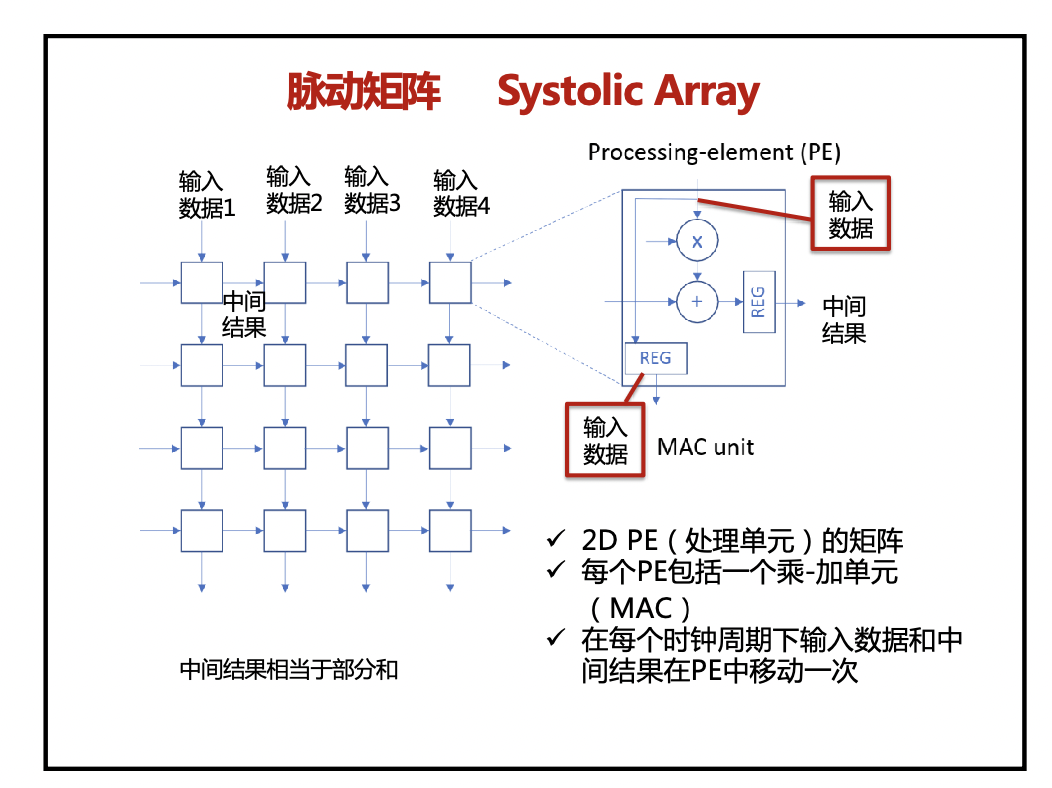 脉动矩阵 Systolic Array
Processing-element (PE)
输入
数据1
输入
数据2
输入
数据3
输入
数据4
中间
结果
输入
数据
x
+
REG
中间
结果
REG
输入
数据
MAC unit
✓ 2D PE（处理单元）的矩阵
✓ 每个PE包括一个乘-加单元
（MAC）
✓ 在每个时钟周期下输入数据和中
间结果在PE中移动一次
中间结果相当于部分和